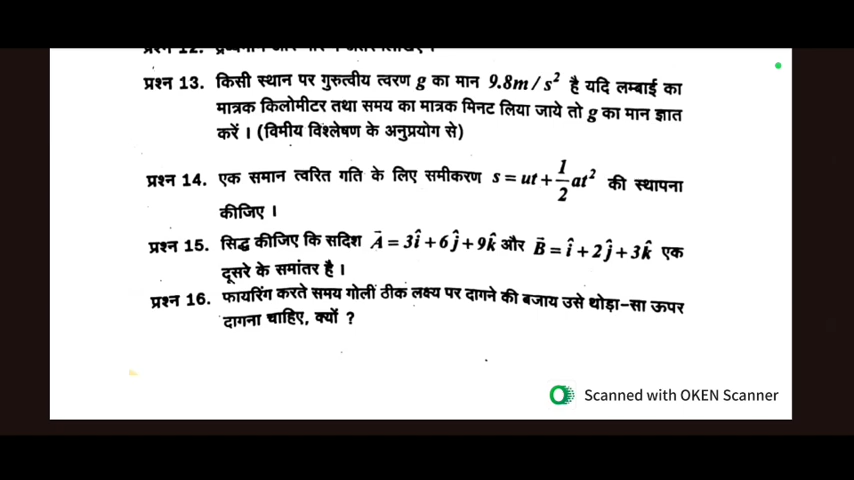 प्रश्न 12.
प्रश्न 13. किसी स्थान पर गुरुत्वीय त्वरण g का मान 9.8m / s² है यदि लम्बाई का
मात्रक किलोमीटर तथा समय का मात्रक मिनट लिया जाये तो g का मान ज्ञात
करें । (विमीय विश्लेषण के अनुप्रयोग से)
प्रश्न 14. एक समान त्वरित गति के लिए समीकरण s = ut + 1/2 at² की स्थापना
कीजिए ।
प्रश्न 15. सिद्ध कीजिए कि सदिश A⃗ = 3î + 6ĵ + 9k̂ और B⃗ = î + 2ĵ + 3k̂ एक
दूसरे के समांतर है ।
प्रश्न 16. फायरिंग करते समय गोली ठीक लक्ष्य पर दागने की बजाय उसे थोड़ा-सा ऊपर
दागना चाहिए, क्यों ?
Scanned with OKEN Scanner